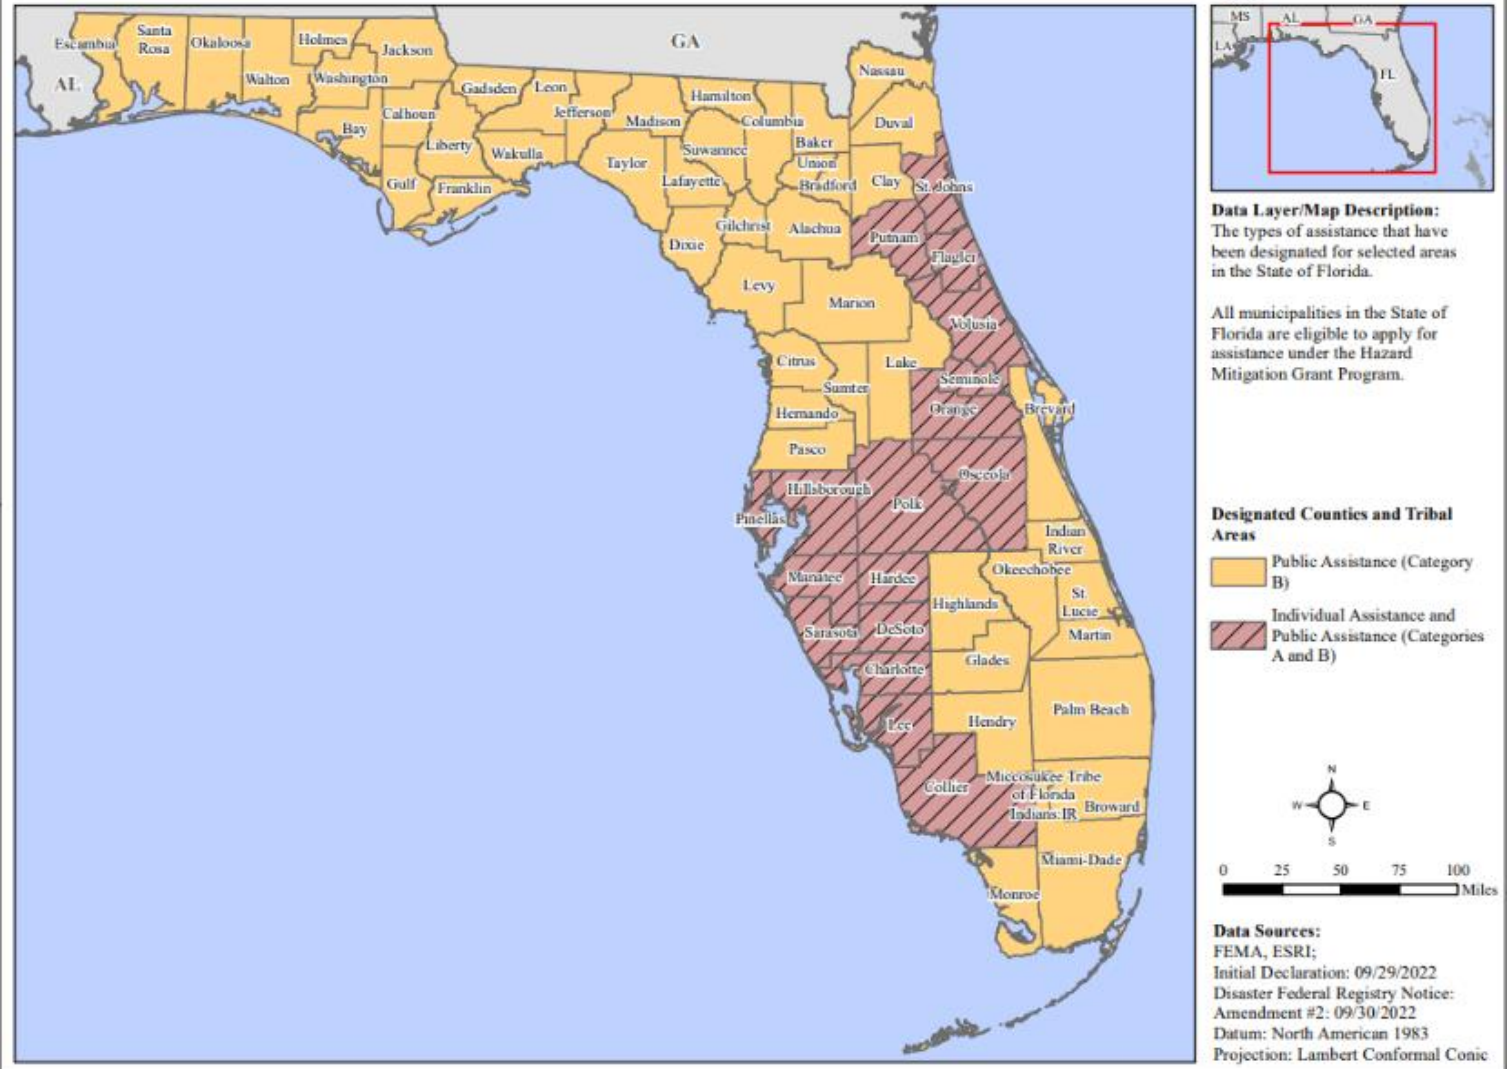 MS
AL
GA
LA
FL
AL
GA
Escambia
Santa
Rosa
Okaloosa
Walton
Holmes
Washington
Jackson
Bay
Calhoun
Gulf
Liberty
Franklin
Gadsden
Leon
Wakulla
Jefferson
Madison
Taylor
Hamilton
Suwannee
Lafayette
Columbia
Baker
Union
Bradford
Nassau
Duval
Clay
St. Johns
Dixie
Gilchrist
Alachua
Putnam
Flagler
Levy
Marion
Volusia
Citrus
Sumter
Lake
Seminole
Hernando
Orange
Brevard
Pasco
Pinellas
Hillsborough
Polk
Osceola
Indian
River
Manatee
Hardee
Highlands
Okeechobee
St.
Lucie
Sarasota
DeSoto
Martin
Charlotte
Glades
Lee
Hendry
Palm Beach
Collier
Miccosukee Tribe
of Florida
Indians IR
Broward
Monroe
Miami-Dade
Data Layer/Map Description:
The types of assistance that have
been designated for selected areas
in the State of Florida.
All municipalities in the State of
Florida are eligible to apply for
assistance under the Hazard
Mitigation Grant Program.
Designated Counties and Tribal
Areas
Public Assistance (Category
B)
Individual Assistance and
Public Assistance (Categories
A and B)
N
W
E
S
0 25 50 75 100
Miles
Data Sources:
FEMA, ESRI;
Initial Declaration: 09/29/2022
Disaster Federal Registry Notice:
Amendment #2: 09/30/2022
Datum: North American 1983
Projection: Lambert Conformal Conic